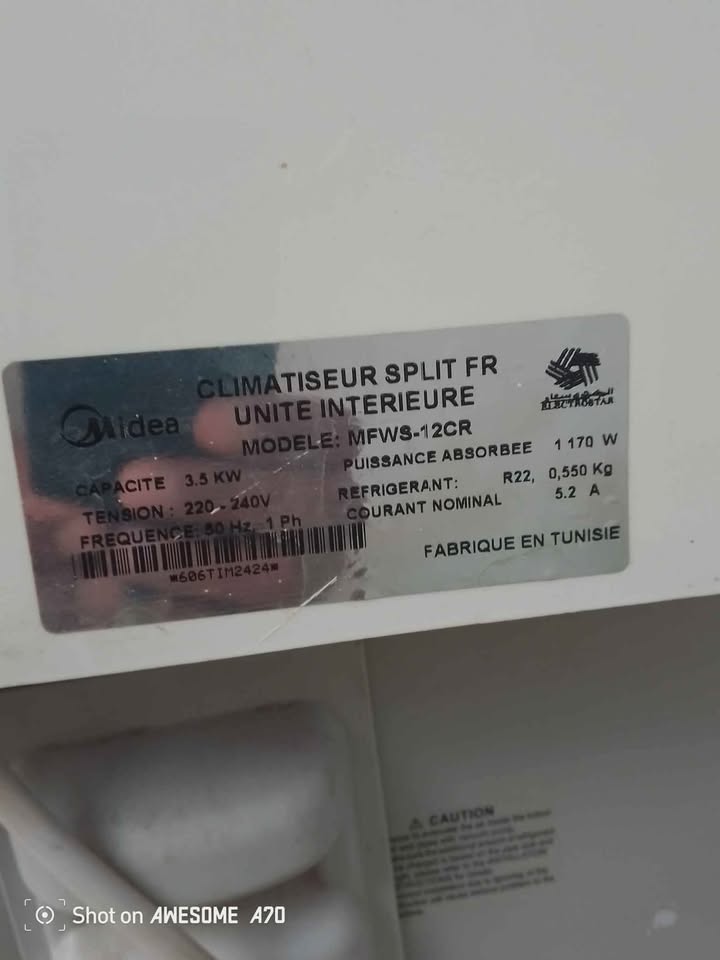 Midea
CLIMATISEUR SPLIT FR
UNITE INTERIEURE
MODELE: MFWS-12CR
ELECTROSTAR
CAPACITE 3.5 KW
PUISSANCE ABSORBEE 1 170 W
TENSION : 220 - 240V
REFRIGERANT: R22, 0,550 Kg
FREQUENCE: 50 Hz, 1 Ph
COURANT NOMINAL 5.2 A
*606TIM2424*
FABRIQUE EN TUNISIE
⚠ CAUTION
Shot on AWESOME A70